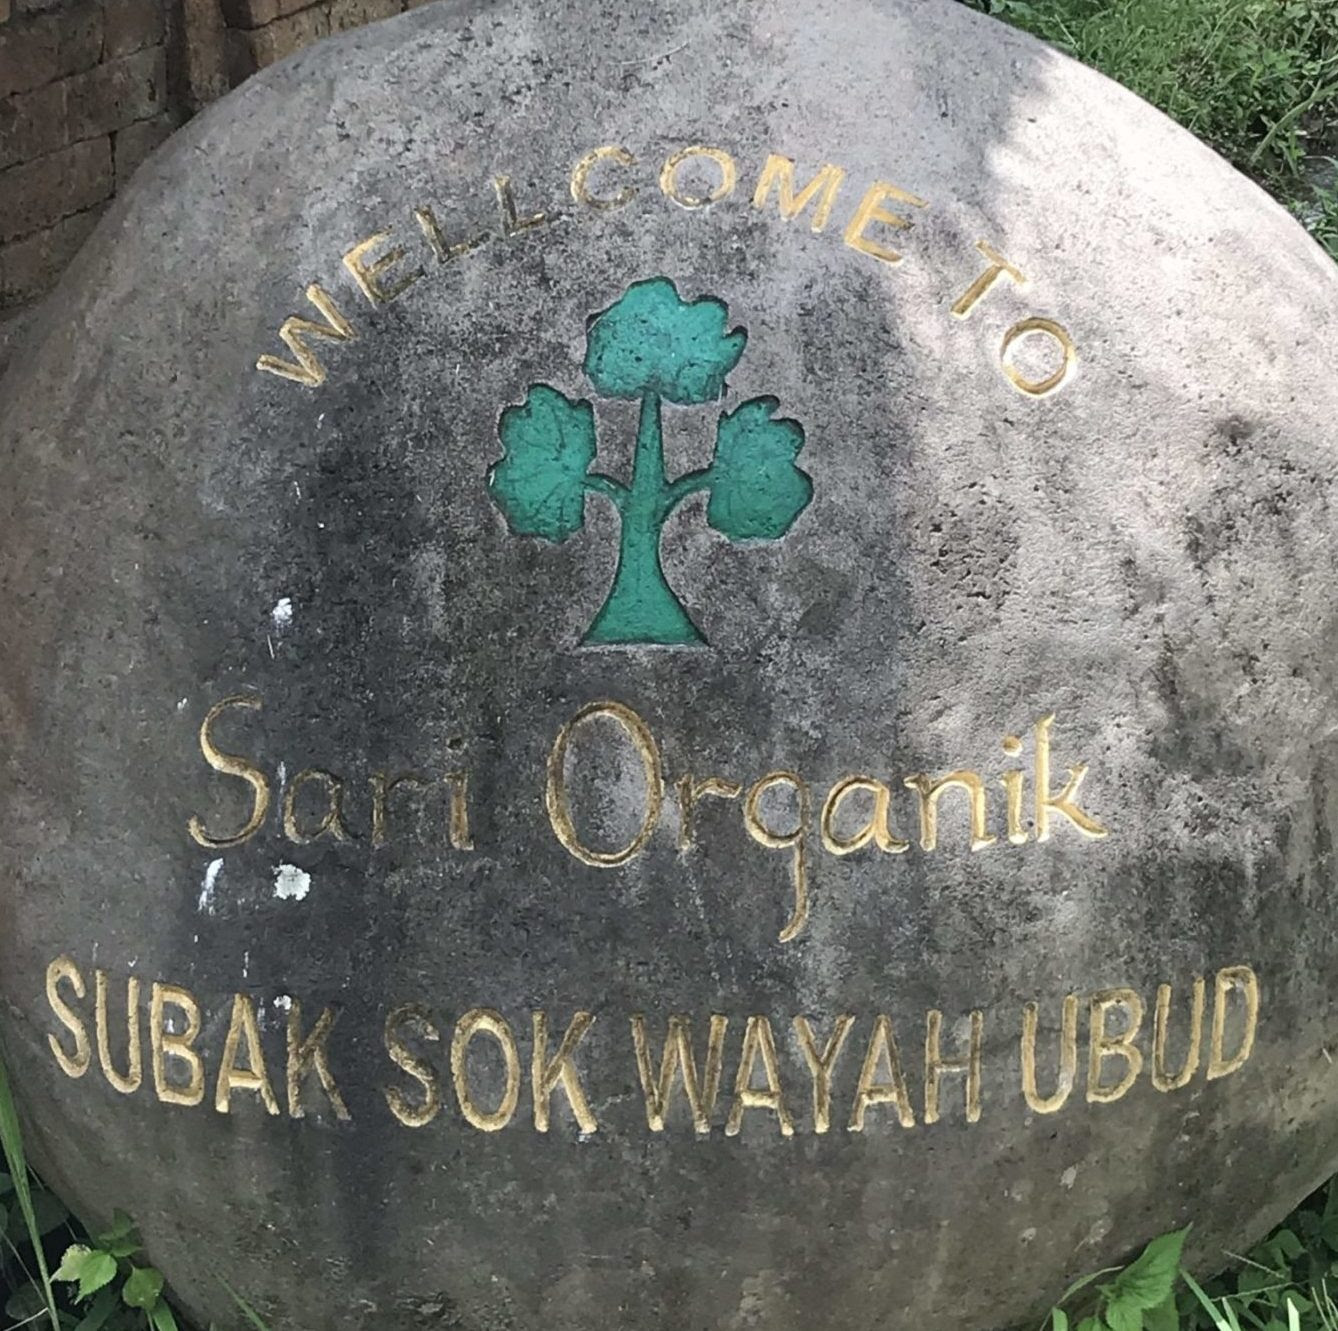 WELLCOME TO
Sari Organik
SUBAK SOK WAYAH UBUD